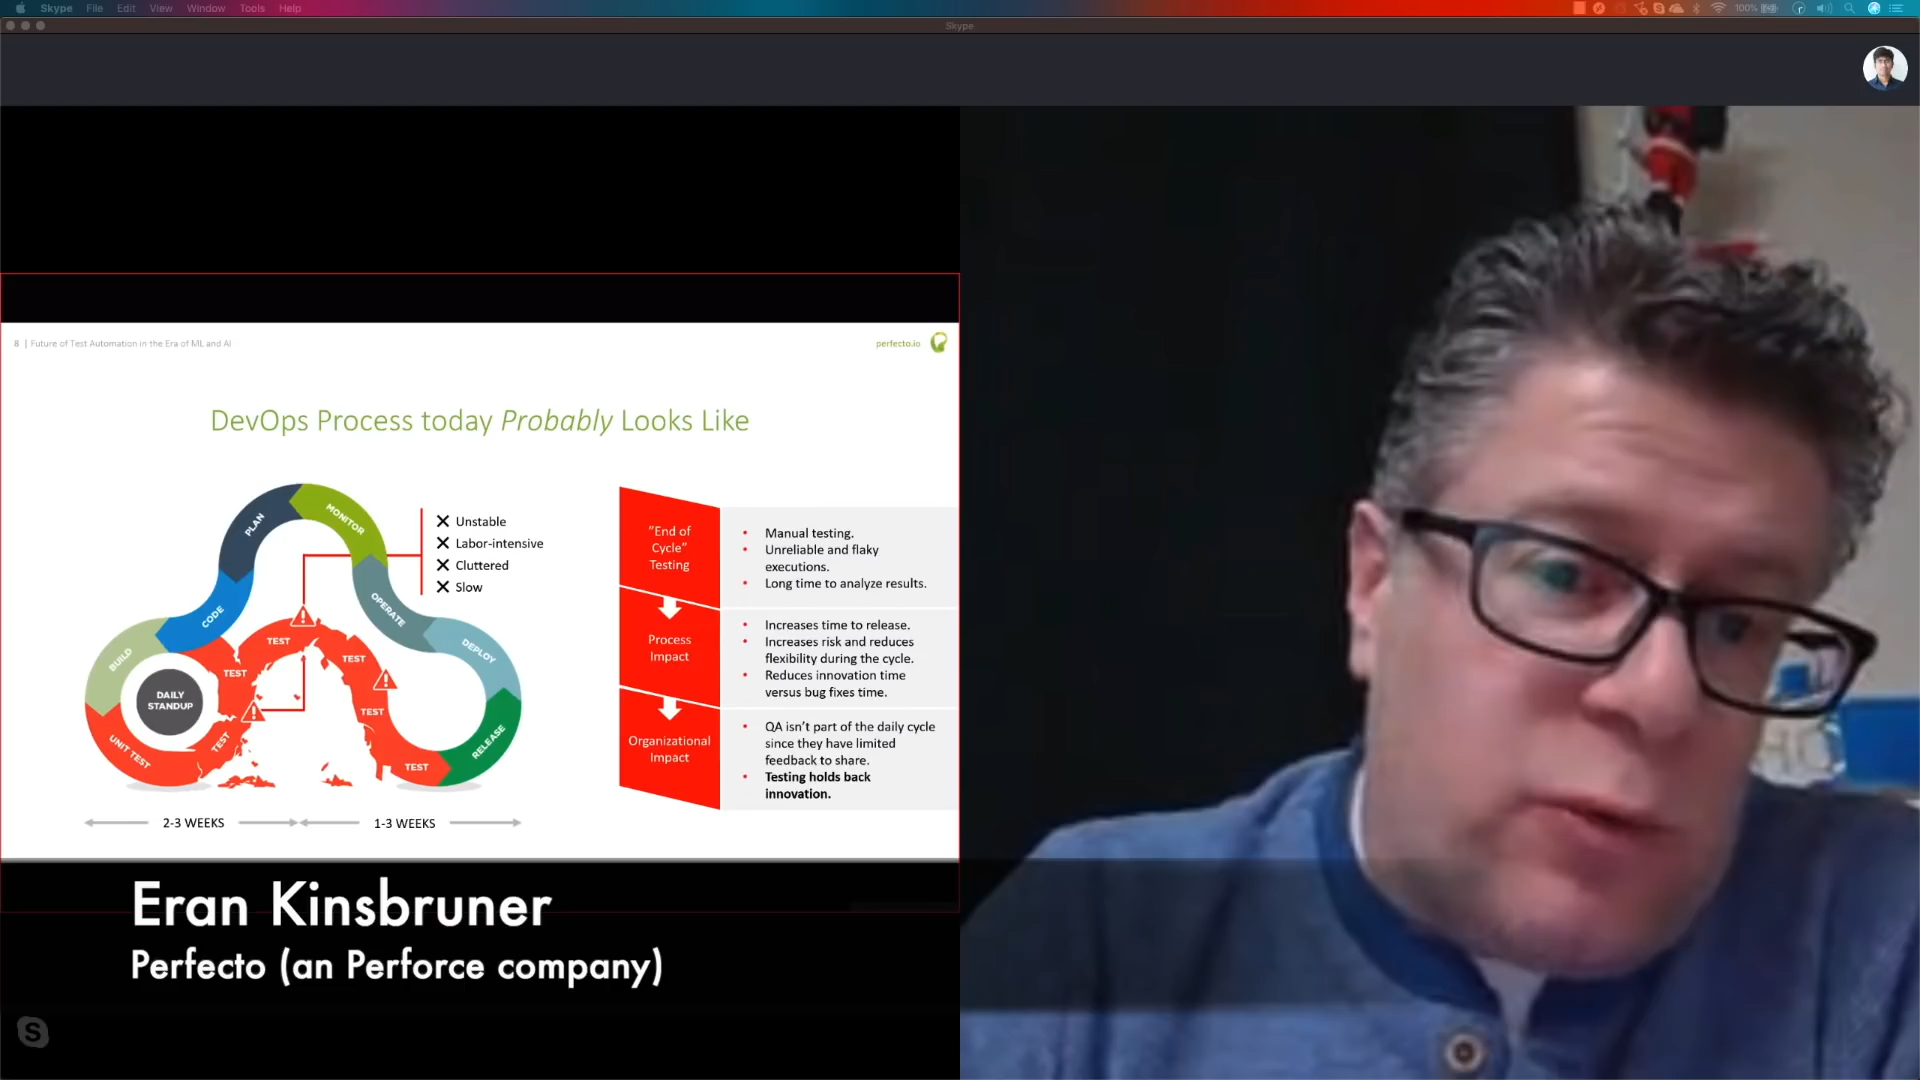 Skype File Edit View Window Tools Help
100%
Skype
8 | Future of Test Automation in the Era of ML and AI
perfecto.io
DevOps Process today Probably Looks Like
PLAN
MONITOR
CODE
OPERATE
BUILD
DEPLOY
TEST
TEST
TEST
TEST
TEST
TEST
UNIT TEST
RELEASE
DAILY
STANDUP
Unstable
Labor-intensive
Cluttered
Slow
2-3 WEEKS
1-3 WEEKS
"End of
Cycle"
Testing
• Manual testing.
• Unreliable and flaky
executions.
• Long time to analyze results.
Process
Impact
• Increases time to release.
• Increases risk and reduces
flexibility during the cycle.
• Reduces innovation time
versus bug fixes time.
Organizational
Impact
• QA isn't part of the daily cycle
since they have limited
feedback to share.
• Testing holds back
innovation.
Eran Kinsbruner
Perfecto (an Perforce company)
S